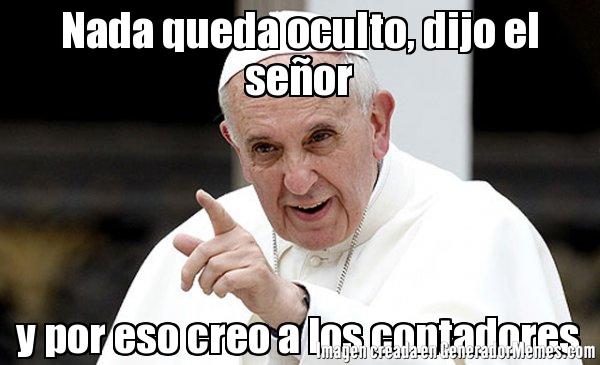 Nada queda oculto, dijo el
señor
y por eso creo a los contadores
Imagen creada en GeneradorMemes.com